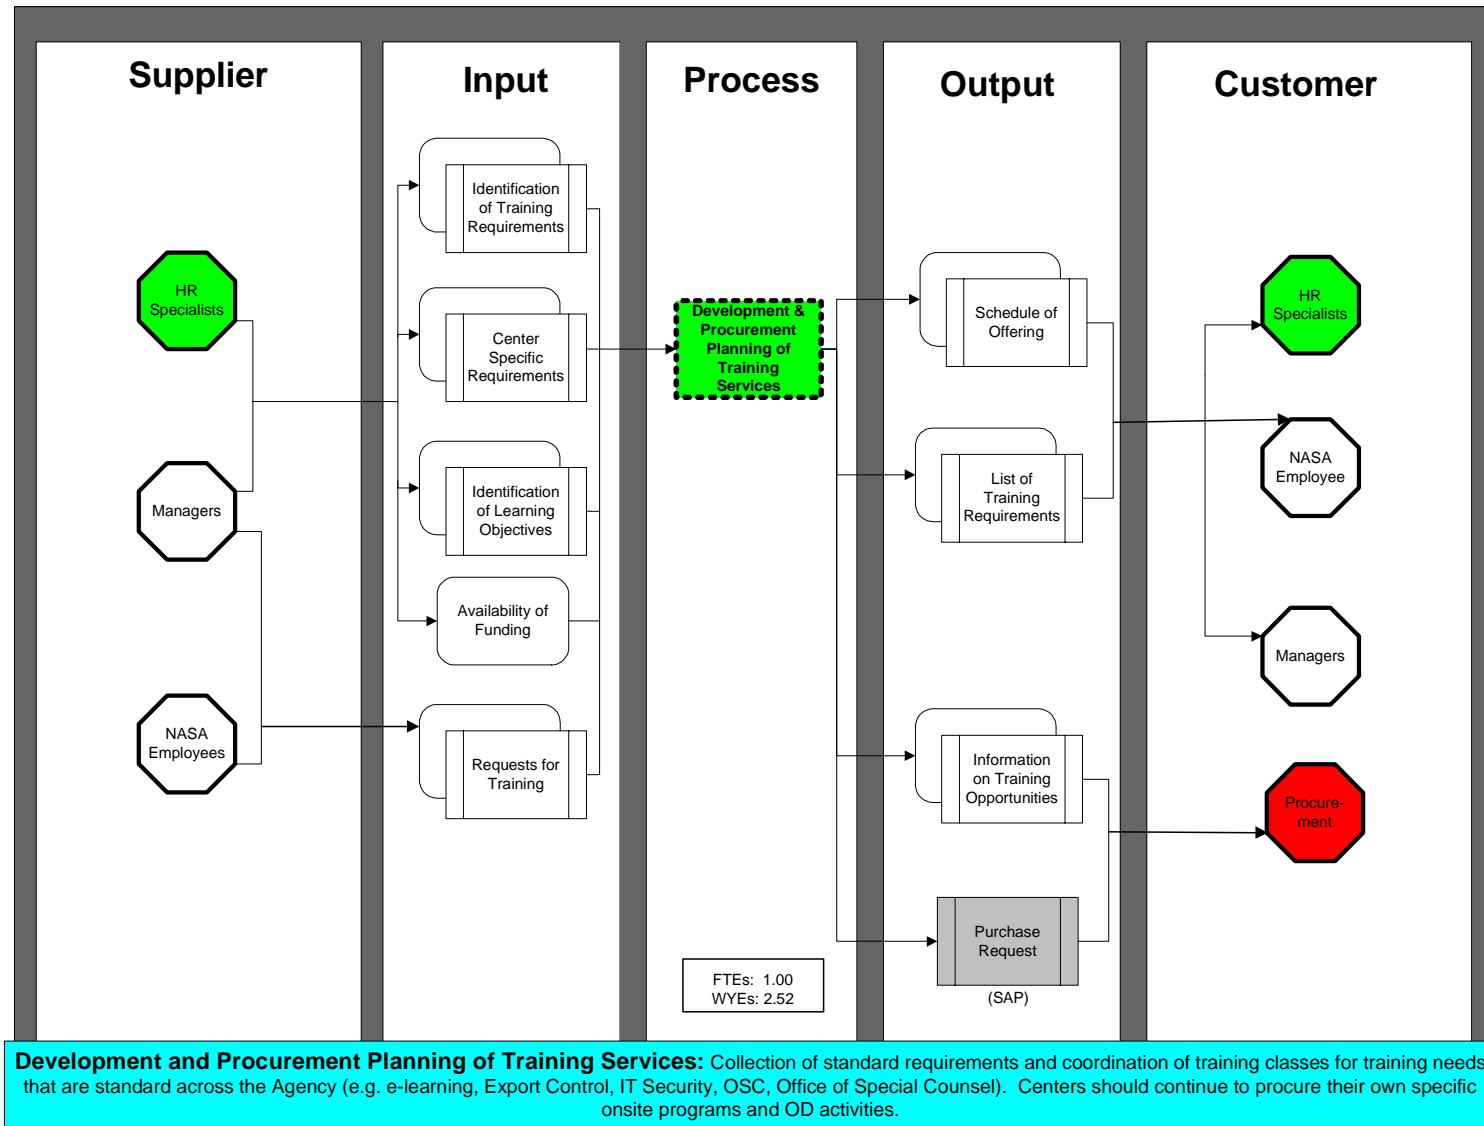 Supplier
Input
Process
Output
Customer
HR
Specialists
Managers
NASA
Employees
Identification
of Training
Requirements
Center
Specific
Requirements
Identification
of Learning
Objectives
Availability of
Funding
Requests for
Training
Development &
Procurement
Planning of
Training
Services
FTEs: 1.00
WYEs: 2.52
Schedule of
Offering
List of
Training
Requirements
Information
on Training
Opportunities
Purchase
Request
(SAP)
HR
Specialists
NASA
Employee
Managers
Procure-
ment
Development and Procurement Planning of Training Services: Collection of standard requirements and coordination of training classes for training needs
that are standard across the Agency (e.g. e-learning, Export Control, IT Security, OSC, Office of Special Counsel). Centers should continue to procure their own specific
onsite programs and OD activities.